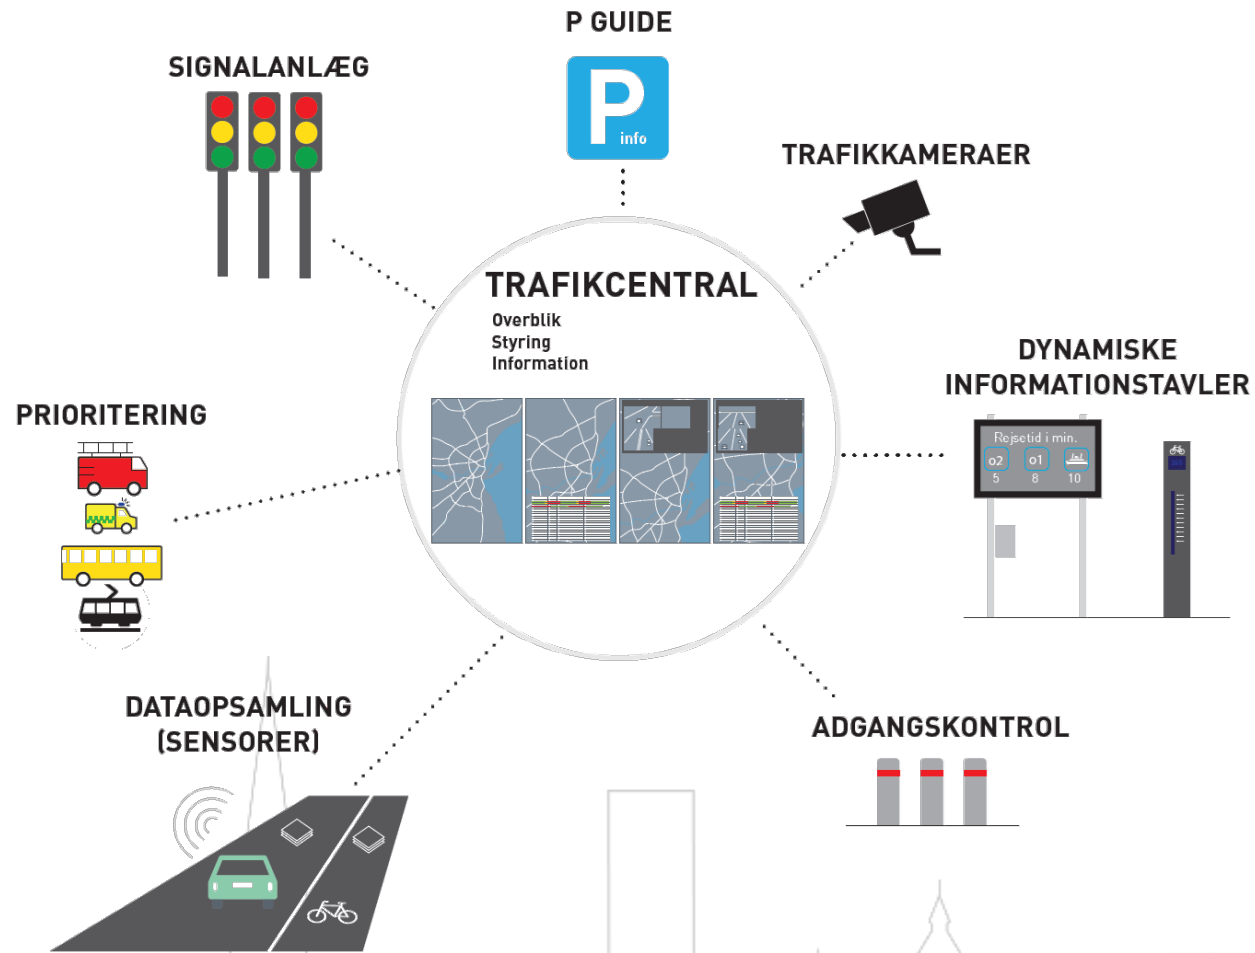 P GUIDE
SIGNALANLÆG
P
info
TRAFIKKAMERAER
TRAFIKCENTRAL
Overblik
Styring
Information
DYNAMISKE
INFORMATIONSTAVLER
Rejsetid i min.
o2 o1
5 8 10
PRIORITERING
DATAOPSAMLING
(SENSORER)
ADGANGSKONTROL